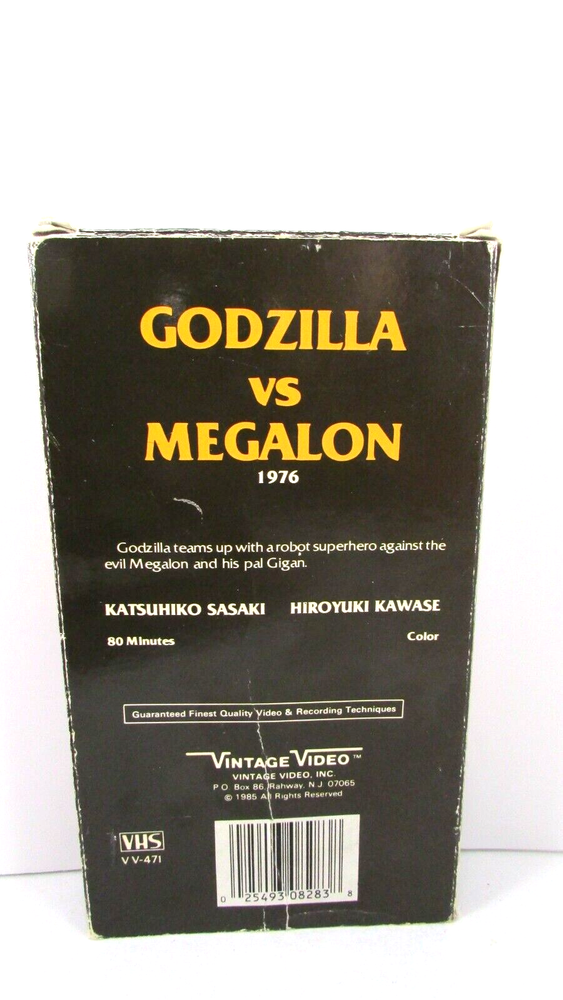 GODZILLA
VS
MEGALON
1976
Godzilla teams up with a robot superhero against the
evil Megalon and his pal Gigan.
KATSUHIKO SASAKI HIROYUKI KAWASE
80 Minutes Color
Guaranteed Finest Quality Video & Recording Techniques
VINTAGE VIDEO™
VINTAGE VIDEO, INC.
P O Box 86, Rahway, N.J 07065
© 1985 All Rights Reserved
VHS
VV-471
0 25493 08283 8